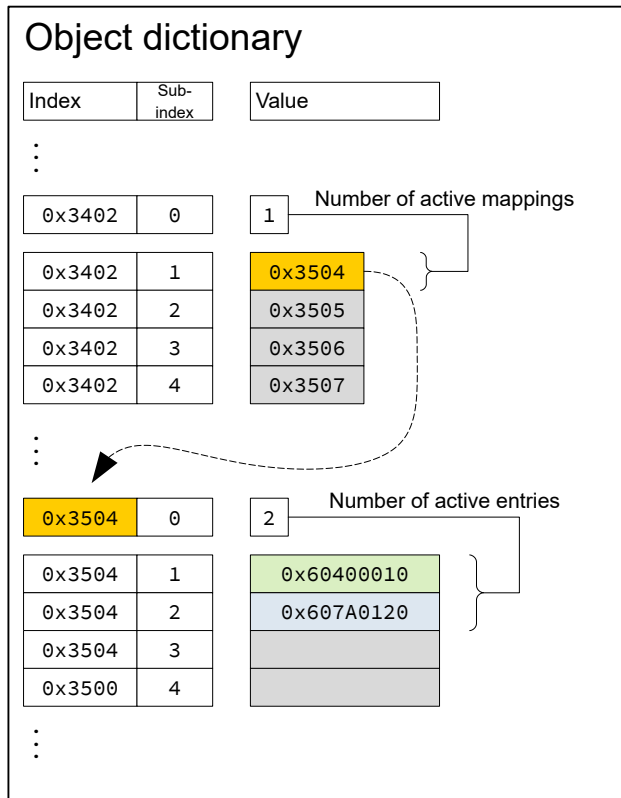 Object dictionary
Index Sub-index Value
0x3402 0 1 Number of active mappings
0x3402 1 0x3504
0x3402 2 0x3505
0x3402 3 0x3506
0x3402 4 0x3507
0x3504 0 2 Number of active entries
0x3504 1 0x60400010
0x3504 2 0x607A0120
0x3504 3
0x3500 4